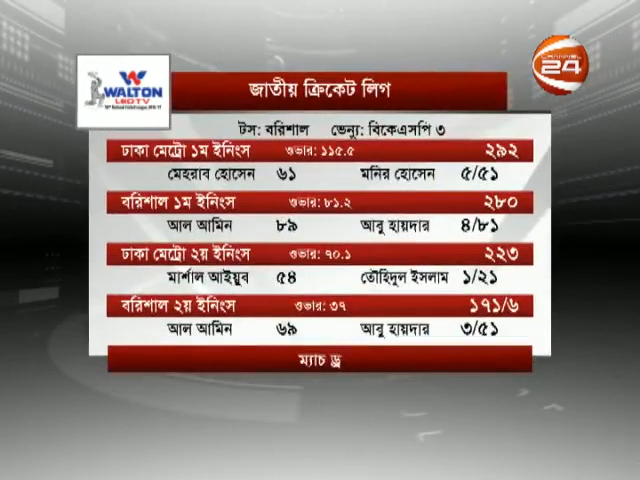 CHANNEL
24
WALTON
LED TV
জাতীয় ক্রিকেট লিগ
টস: বরিশাল ভেন্যু: বিকেএসপি ৩
ঢাকা মেট্রো ১ম ইনিংস ওভার: ১১৫.৫ ২৯২
মেহরাব হোসেন ৬১ মনির হোসেন ৫/৫১
বরিশাল ১ম ইনিংস ওভার: ৮১.২ ২৮০
আল আমিন ৮৯ আবু হায়দার ৪/৮১
ঢাকা মেট্রো ২য় ইনিংস ওভার: ৭০.১ ২২৩
মার্শাল আইয়ুব ৫৪ তৌহিদুল ইসলাম ১/২১
বরিশাল ২য় ইনিংস ওভার: ৩৭ ১৭১/৬
আল আমিন ৬৯ আবু হায়দার ৩/৫১
ম্যাচ ড্র